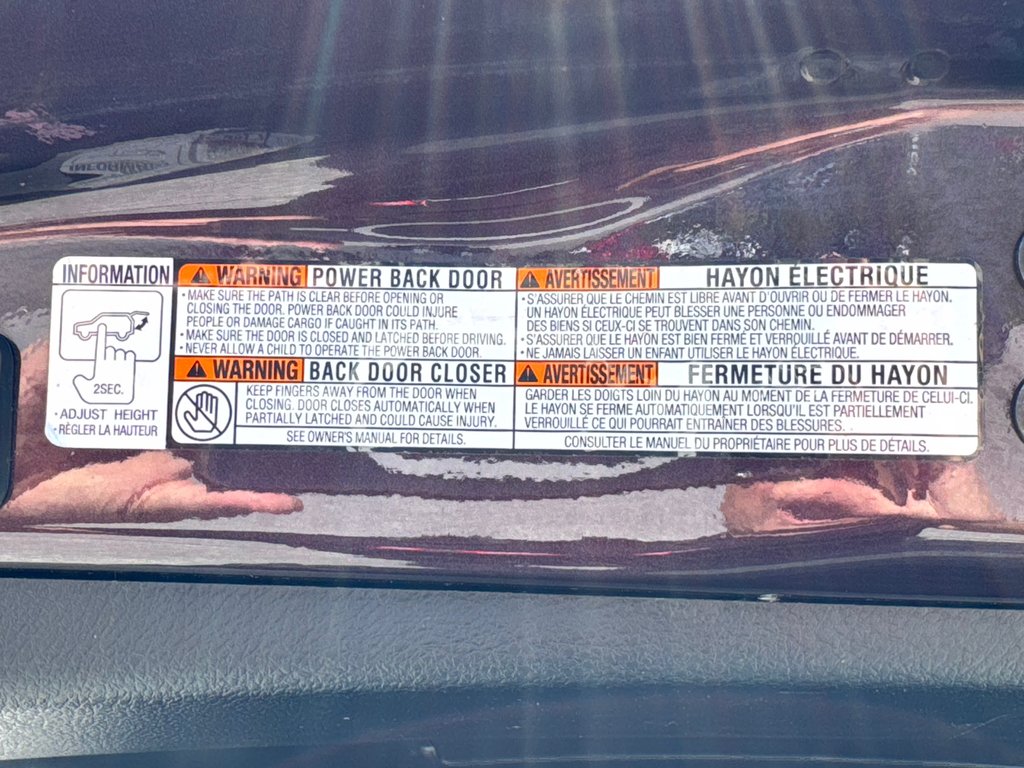 INFORMATION
2SEC.
• ADJUST HEIGHT
• RÉGLER LA HAUTEUR
WARNING POWER BACK DOOR
• MAKE SURE THE PATH IS CLEAR BEFORE OPENING OR
CLOSING THE DOOR. POWER BACK DOOR COULD INJURE
PEOPLE OR DAMAGE CARGO IF CAUGHT IN ITS PATH.
• MAKE SURE THE DOOR IS CLOSED AND LATCHED BEFORE DRIVING.
• NEVER ALLOW A CHILD TO OPERATE THE POWER BACK DOOR.
WARNING BACK DOOR CLOSER
KEEP FINGERS AWAY FROM THE DOOR WHEN
CLOSING. DOOR CLOSES AUTOMATICALLY WHEN
PARTIALLY LATCHED AND COULD CAUSE INJURY.
SEE OWNER'S MANUAL FOR DETAILS.
AVERTISSEMENT HAYON ÉLECTRIQUE
• S'ASSURER QUE LE CHEMIN EST LIBRE AVANT D'OUVRIR OU DE FERMER LE HAYON.
UN HAYON ÉLECTRIQUE PEUT BLESSER UNE PERSONNE OU ENDOMMAGER
DES BIENS SI CEUX-CI SE TROUVENT DANS SON CHEMIN.
• S'ASSURER QUE LE HAYON EST BIEN FERMÉ ET VERROUILLÉ AVANT DE DÉMARRER.
• NE JAMAIS LAISSER UN ENFANT UTILISER LE HAYON ÉLECTRIQUE.
AVERTISSEMENT FERMETURE DU HAYON
GARDER LES DOIGTS LOIN DU HAYON AU MOMENT DE LA FERMETURE DE CELUI-CI.
LE HAYON SE FERME AUTOMATIQUEMENT LORSQU'IL EST PARTIELLEMENT
VERROUILLÉ CE QUI POURRAIT ENTRAÎNER DES BLESSURES.
CONSULTER LE MANUEL DU PROPRIÉTAIRE POUR PLUS DE DÉTAILS.